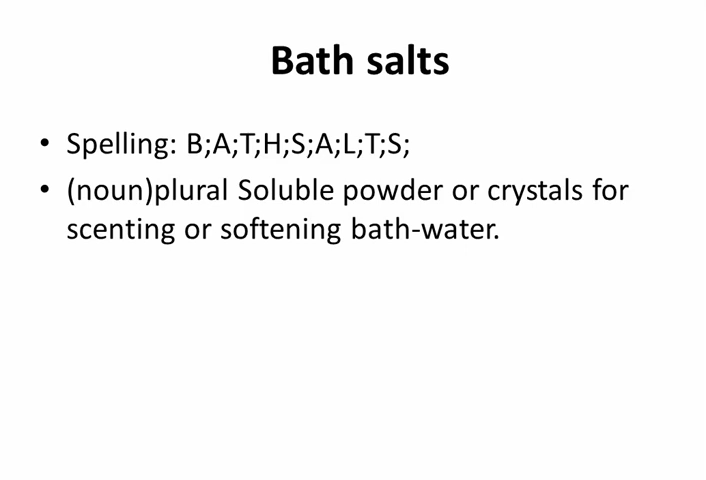 Bath salts
• Spelling: B;A;T;H;S;A;L;T;S;
• (noun)plural Soluble powder or crystals for
scenting or softening bath-water.